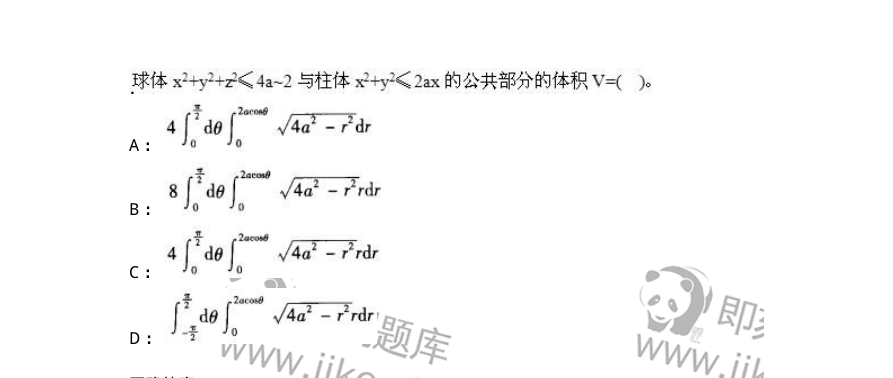 球体 x²+y²+z²≤4a~2 与柱体 x²+y²≤2ax 的公共部分的体积 V=( )。
A： 4∫₀^(π/2) dθ ∫₀^(2acosθ) √(4a² − r²) dr
B： 8∫₀^(π/2) dθ ∫₀^(2acosθ) √(4a² − r²) rdr
C： 4∫₀^(π/2) dθ ∫₀^(2acosθ) √(4a² − r²) rdr
D： ∫_(−π/2)^(π/2) dθ ∫₀^(2acosθ) √(4a² − r²) rdr
题库
www.jik
即
www.jik